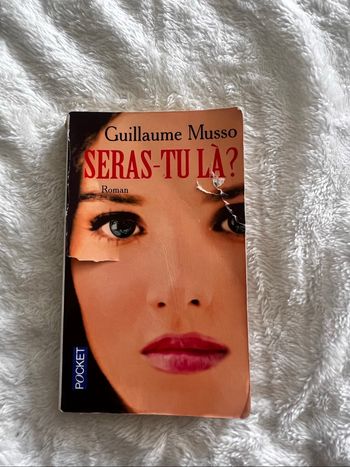 Guillaume Musso
SERAS-TU LÀ?
Roman
POCKET